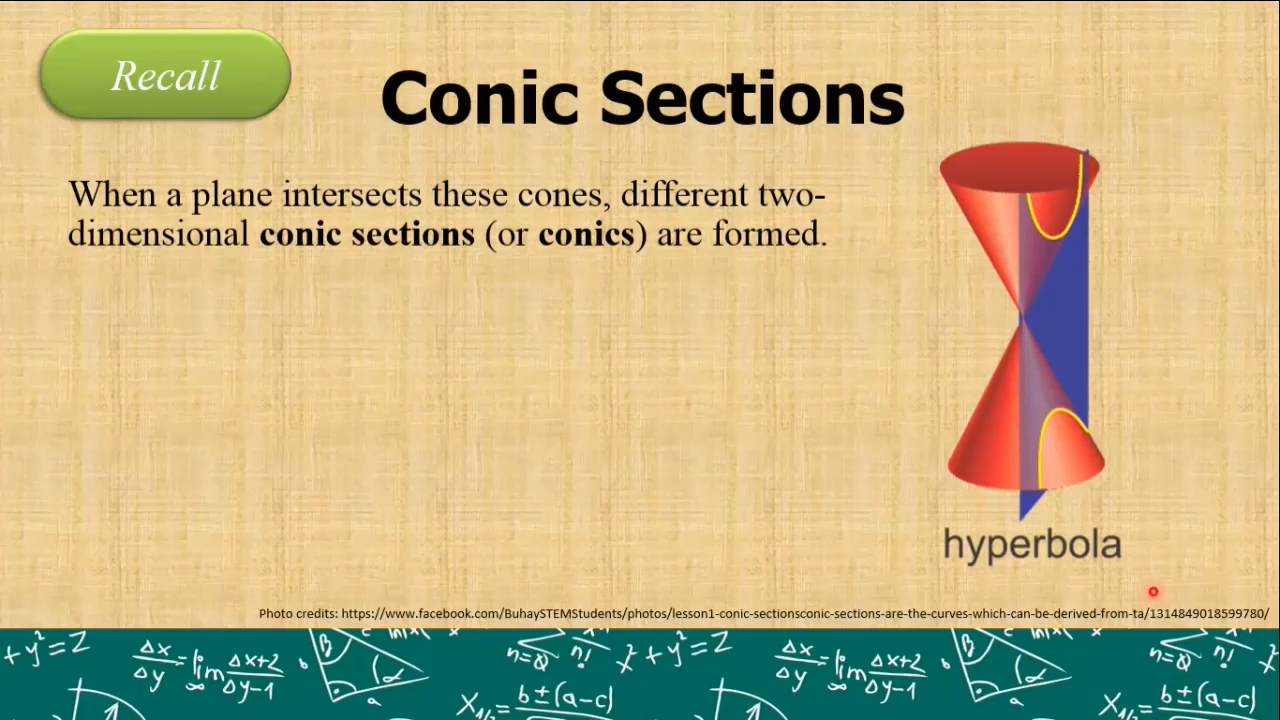 Recall
Conic Sections
When a plane intersects these cones, different two-
dimensional conic sections (or conics) are formed.
hyperbola
Photo credits: https://www.facebook.com/BuhaySTEMStudents/photos/lesson1-conic-sectionsconic-sections-are-the-curves-which-can-be-derived-from-ta/1314849018599780/